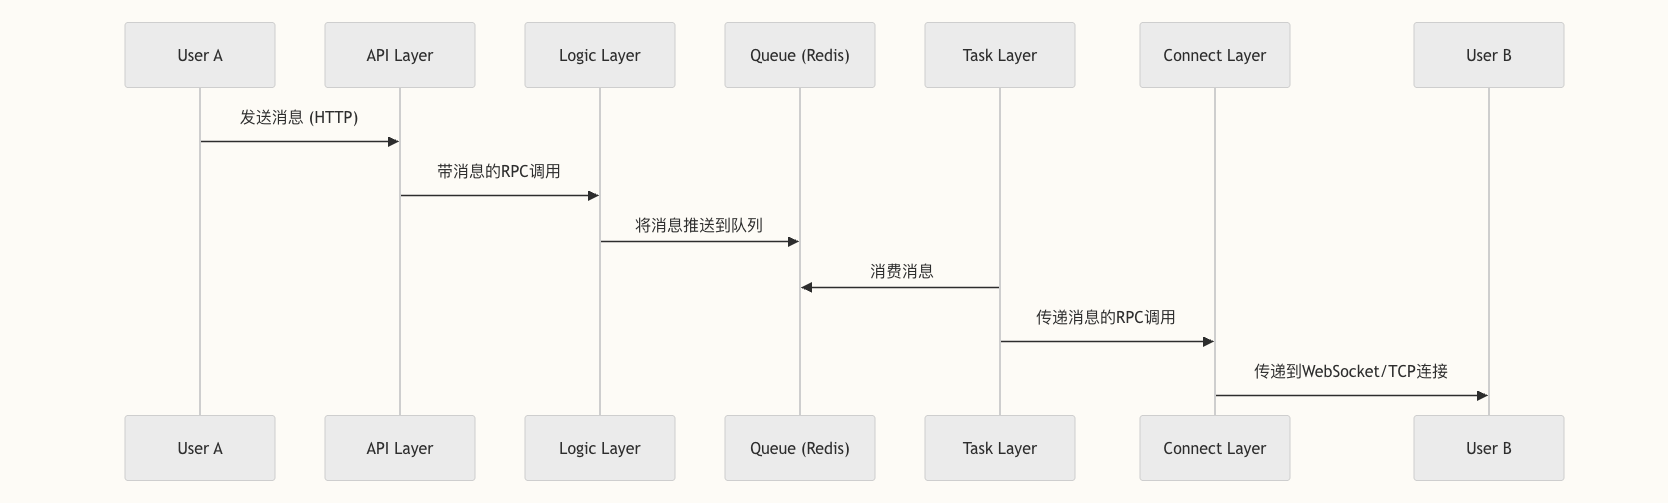 User A
API Layer
Logic Layer
Queue (Redis)
Task Layer
Connect Layer
User B
发送消息 (HTTP)
带消息的RPC调用
将消息推送到队列
消费消息
传递消息的RPC调用
传递到WebSocket/TCP连接
User A
API Layer
Logic Layer
Queue (Redis)
Task Layer
Connect Layer
User B